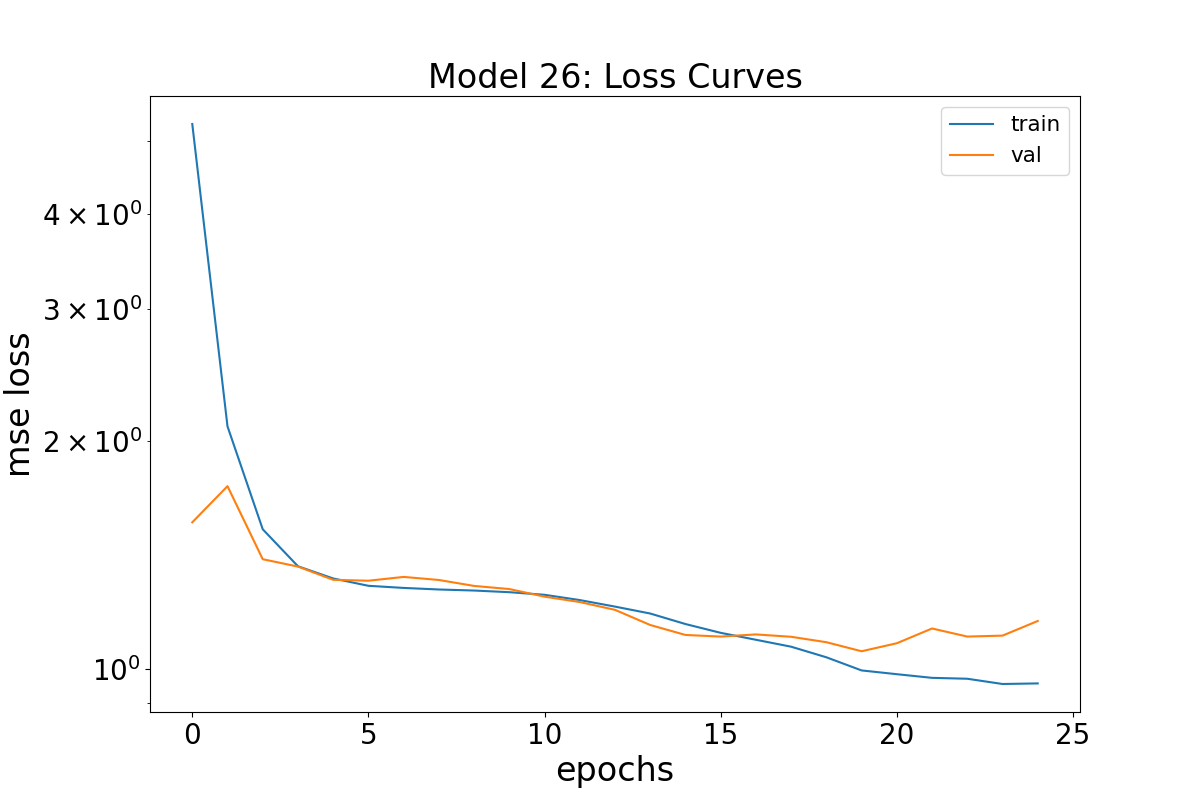 Model 26: Loss Curves
train
val
4 × 10⁰
3 × 10⁰
2 × 10⁰
10⁰
mse loss
0 5 10 15 20 25
epochs